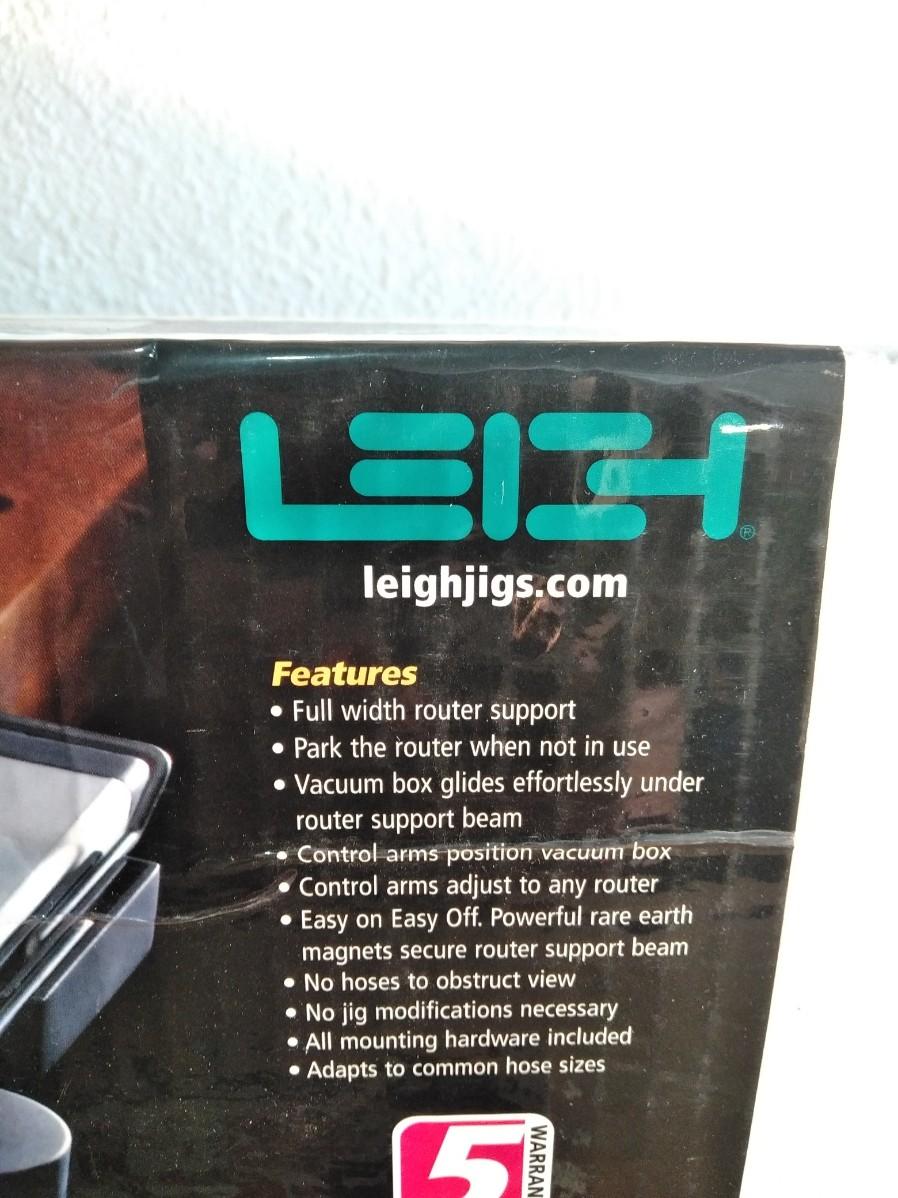 LEIGH®
leighjigs.com
Features
• Full width router support
• Park the router when not in use
• Vacuum box glides effortlessly under
router support beam
• Control arms position vacuum box
• Control arms adjust to any router
• Easy on Easy Off. Powerful rare earth
magnets secure router support beam
• No hoses to obstruct view
• No jig modifications necessary
• All mounting hardware included
• Adapts to common hose sizes
5